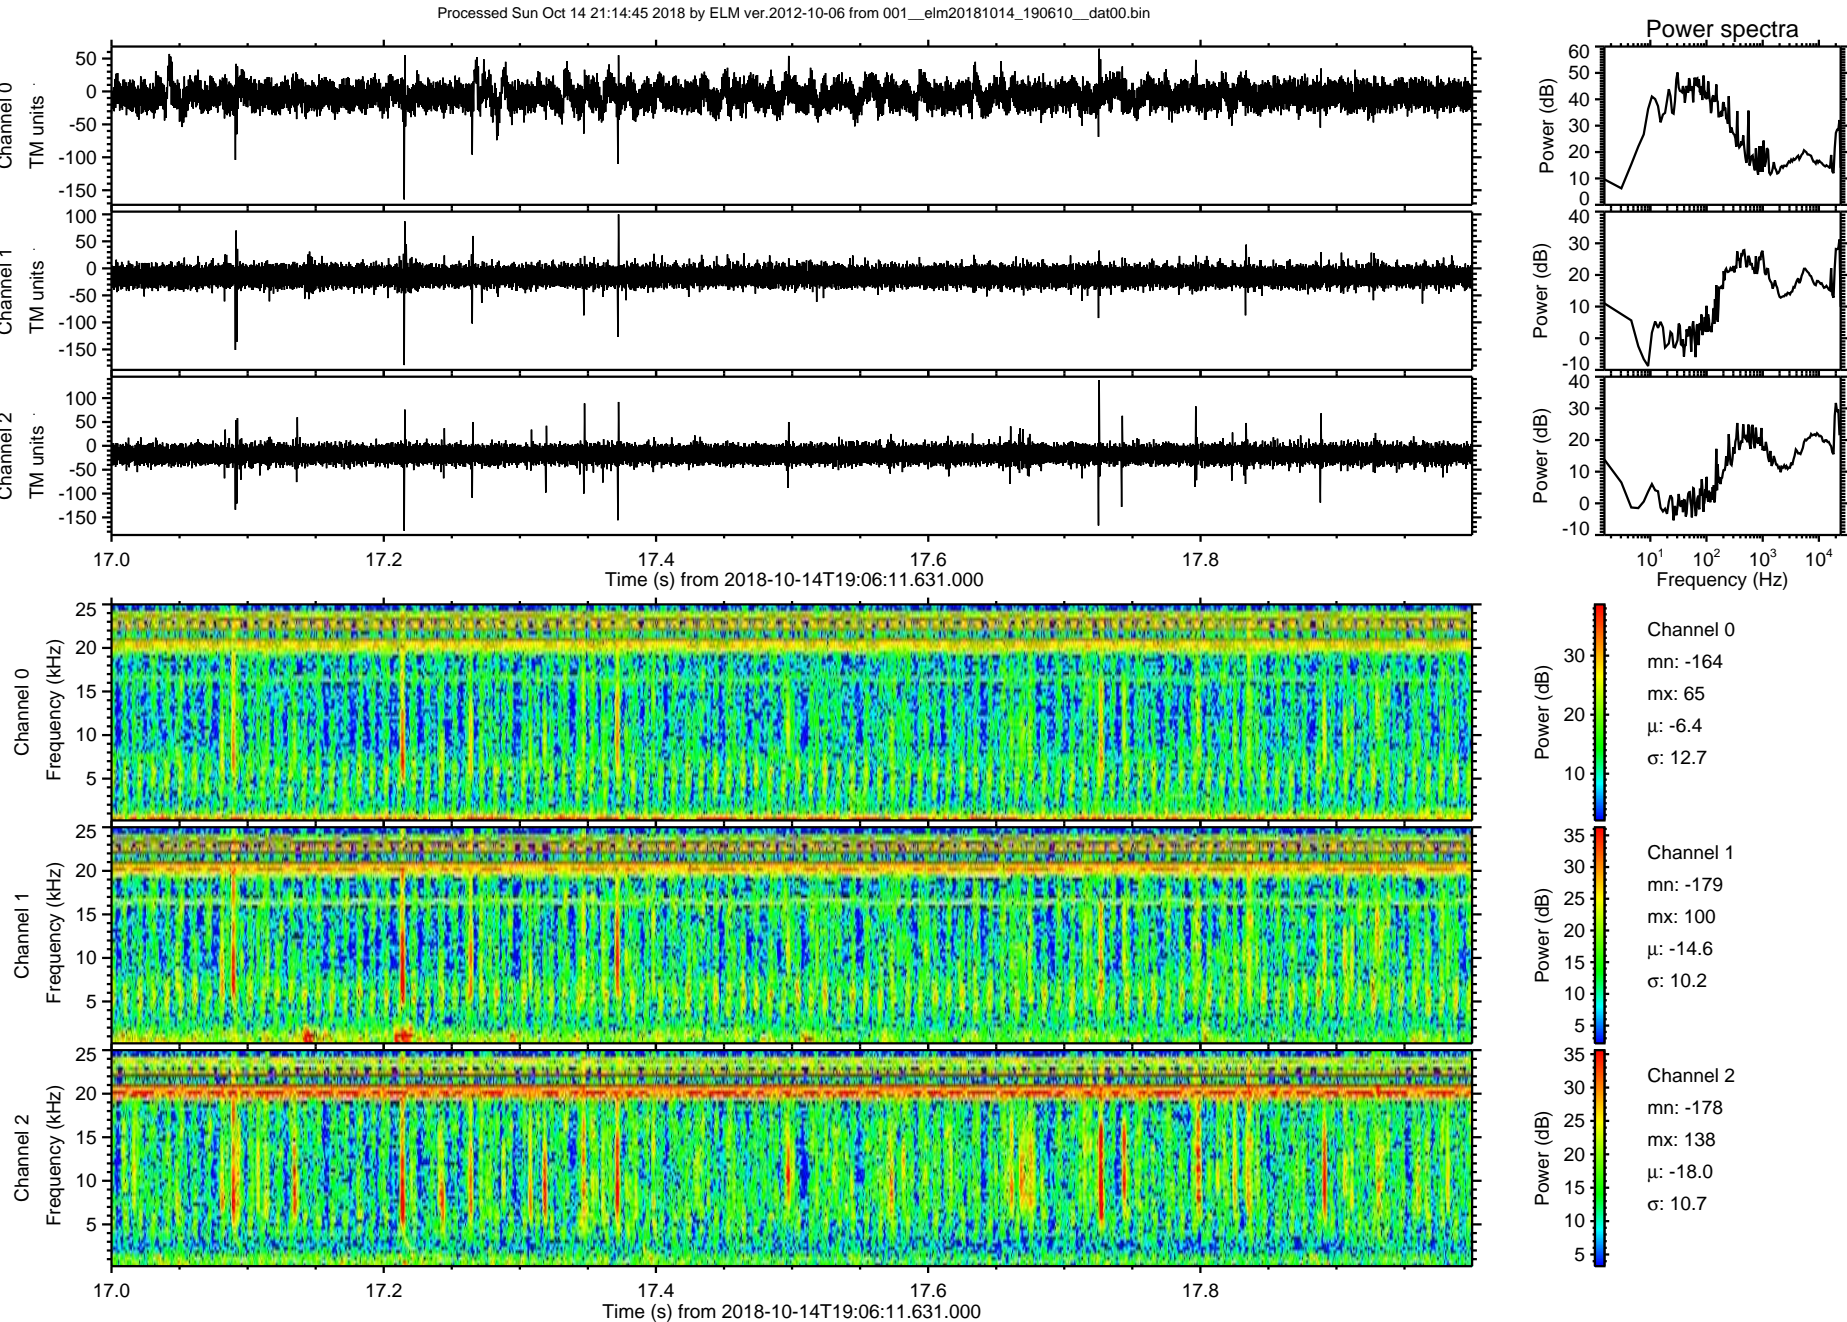 Processed Sun Oct 14 21:14:45 2018 by ELM ver.2012-10-06 from 001__elm20181014_190610__dat00.bin
Power spectra
Channel 0
TM units
50
0
-50
-100
-150
Power (dB)
60
50
40
30
20
10
0
Channel 1
TM units
100
50
0
-50
-100
-150
Power (dB)
40
30
20
10
0
-10
Channel 2
TM units
100
50
0
-50
-100
-150
Power (dB)
40
30
20
10
0
-10
17.0 17.2 17.4 17.6 17.8
Time (s) from 2018-10-14T19:06:11.631.000
10^1 10^2 10^3 10^4
Frequency (Hz)
Channel 0
Frequency (kHz)
25
20
15
10
5
Power (dB)
30
20
10
Channel 0
mn: -164
mx: 65
μ: -6.4
σ: 12.7
Channel 1
Frequency (kHz)
25
20
15
10
5
Power (dB)
35
30
25
20
15
10
5
Channel 1
mn: -179
mx: 100
μ: -14.6
σ: 10.2
Channel 2
Frequency (kHz)
25
20
15
10
5
Power (dB)
35
30
25
20
15
10
5
Channel 2
mn: -178
mx: 138
μ: -18.0
σ: 10.7
17.0 17.2 17.4 17.6 17.8
Time (s) from 2018-10-14T19:06:11.631.000